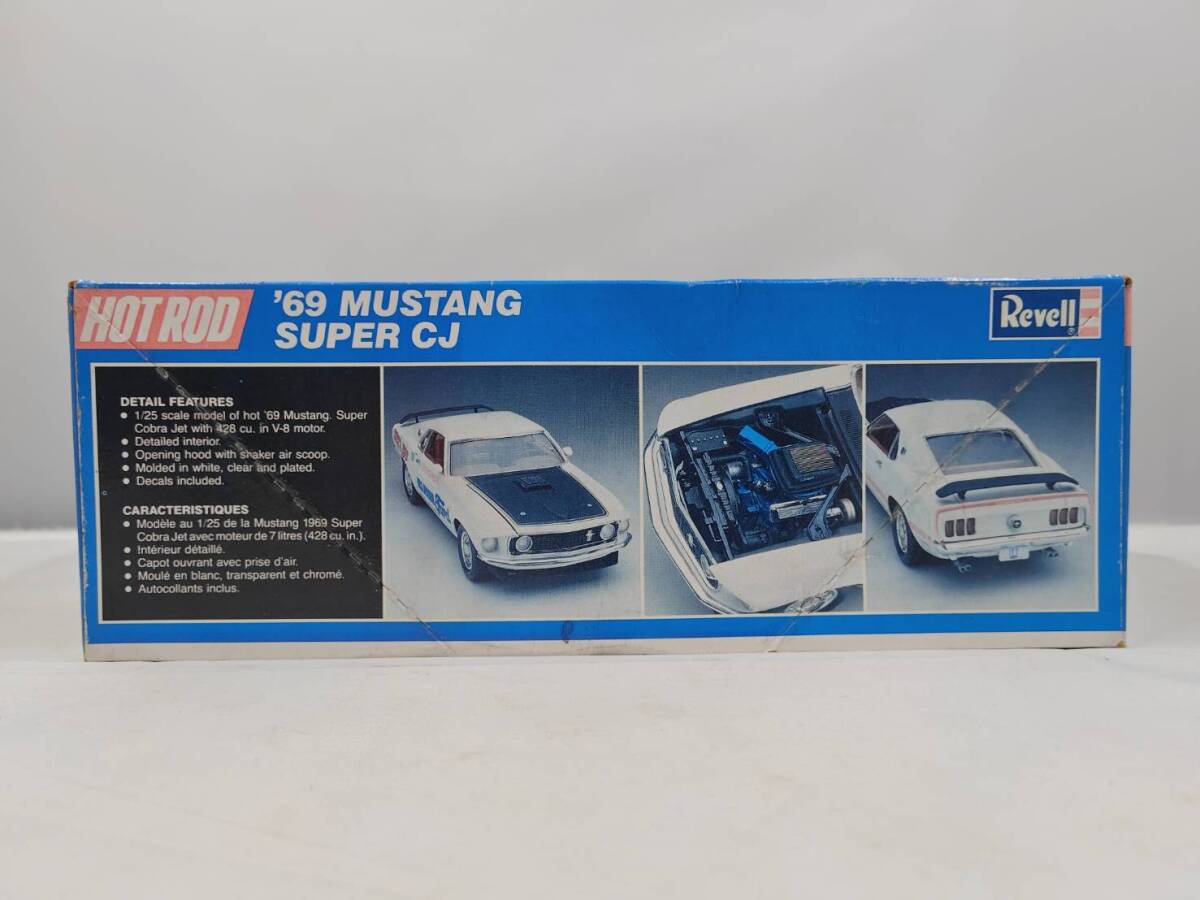 HOT ROD
'69 MUSTANG
SUPER CJ
Revell
DETAIL FEATURES
• 1/25 scale model of hot '69 Mustang. Super
Cobra Jet with 428 cu. in V-8 motor.
• Detailed interior.
• Opening hood with shaker air scoop.
• Molded in white, clear and plated.
• Decals included.
CARACTERISTIQUES
• Modèle au 1/25 de la Mustang 1969 Super
Cobra Jet avec moteur de 7 litres (428 cu. in.).
• Intérieur détaillé.
• Capot ouvrant avec prise d'air.
• Moulé en blanc, transparent et chromé.
• Autocollants inclus.